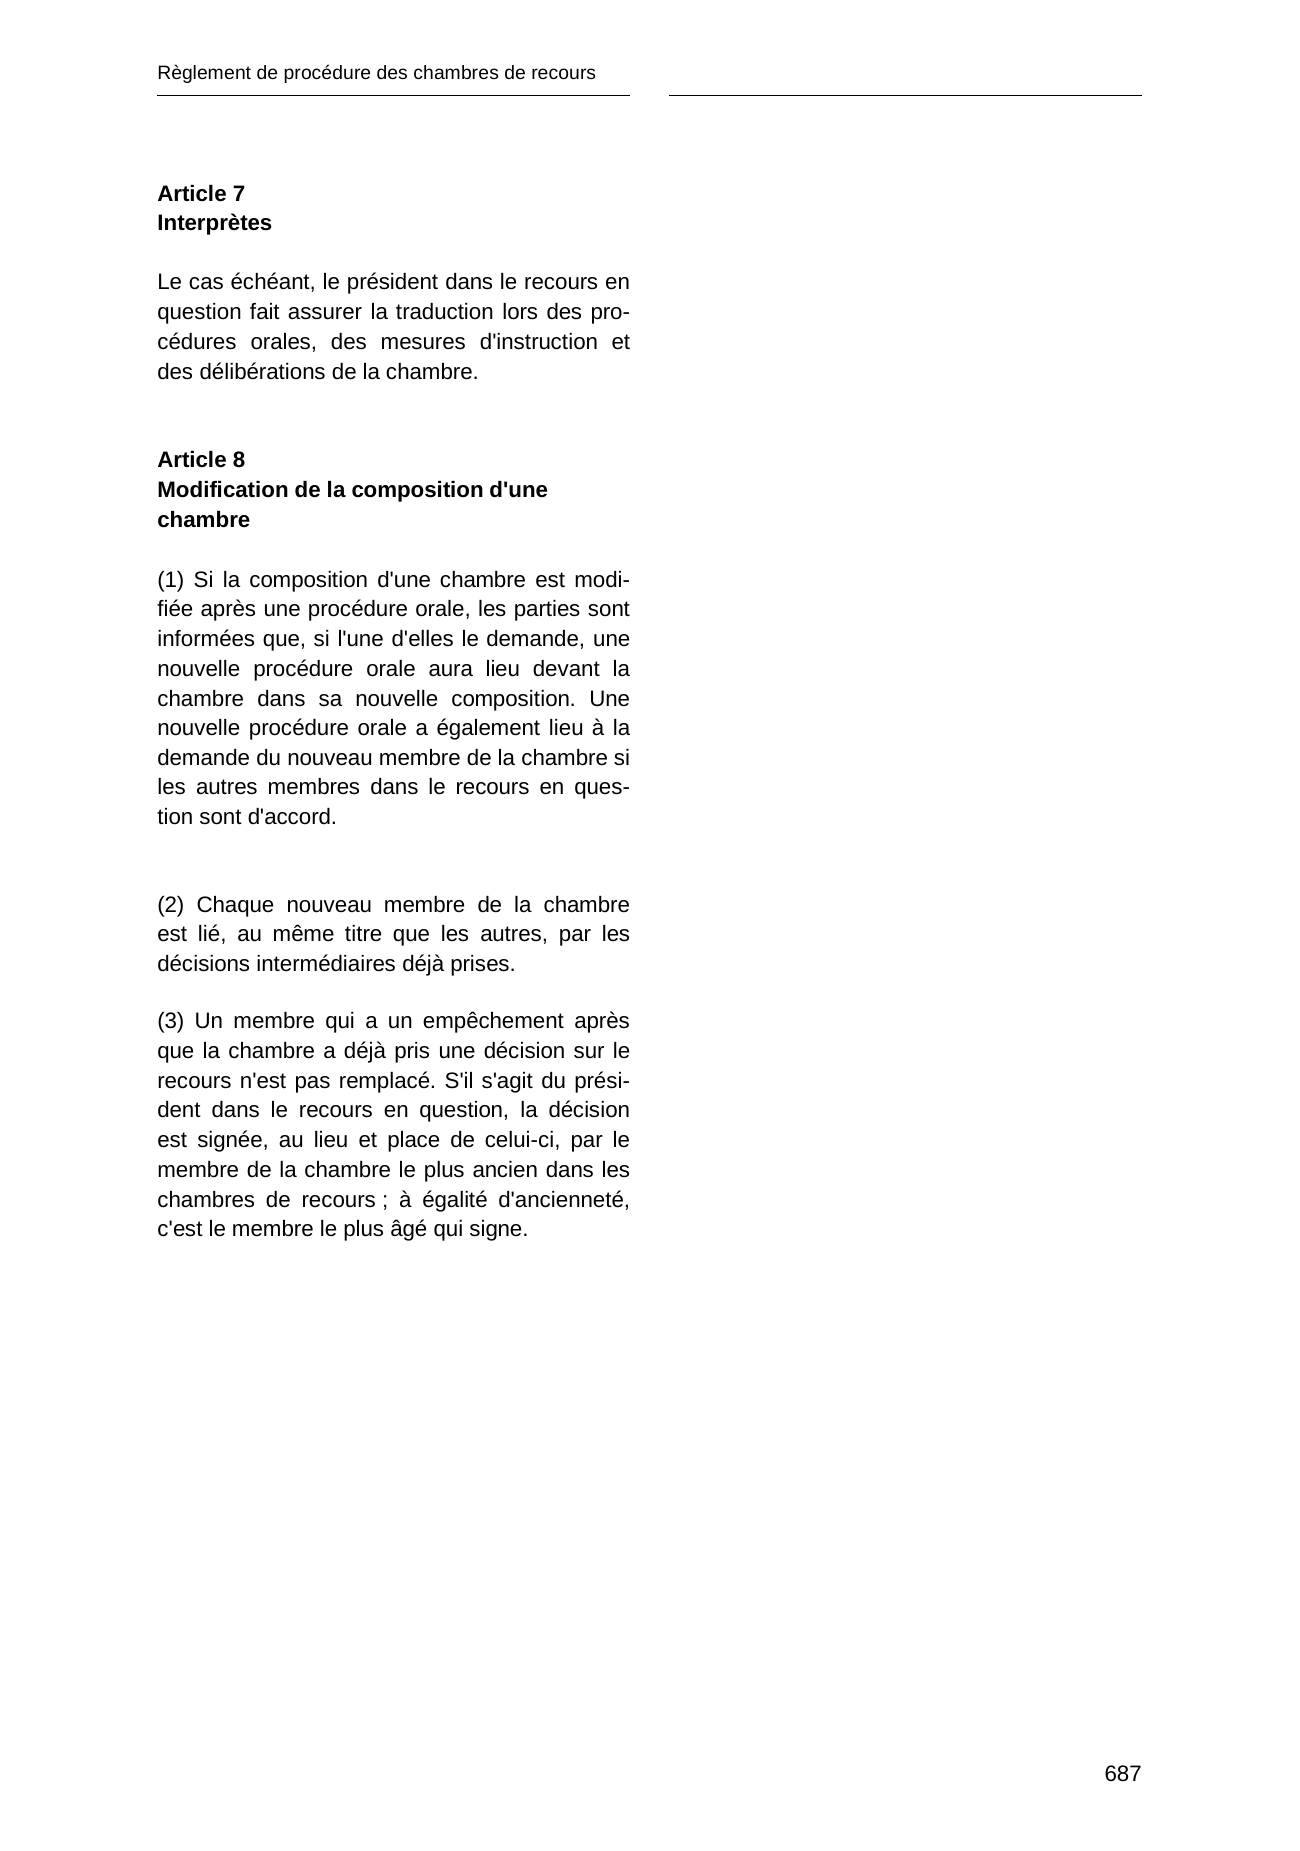 Règlement de procédure des chambres de recours
Article 7
Interprètes
Le cas échéant, le président dans le recours en
question fait assurer la traduction lors des pro-
cédures orales, des mesures d'instruction et
des délibérations de la chambre.
Article 8
Modification de la composition d'une
chambre
(1) Si la composition d'une chambre est modi-
fiée après une procédure orale, les parties sont
informées que, si l'une d'elles le demande, une
nouvelle procédure orale aura lieu devant la
chambre dans sa nouvelle composition. Une
nouvelle procédure orale a également lieu à la
demande du nouveau membre de la chambre si
les autres membres dans le recours en ques-
tion sont d'accord.
(2) Chaque nouveau membre de la chambre
est lié, au même titre que les autres, par les
décisions intermédiaires déjà prises.
(3) Un membre qui a un empêchement après
que la chambre a déjà pris une décision sur le
recours n'est pas remplacé. S'il s'agit du prési-
dent dans le recours en question, la décision
est signée, au lieu et place de celui-ci, par le
membre de la chambre le plus ancien dans les
chambres de recours ; à égalité d'ancienneté,
c'est le membre le plus âgé qui signe.
687